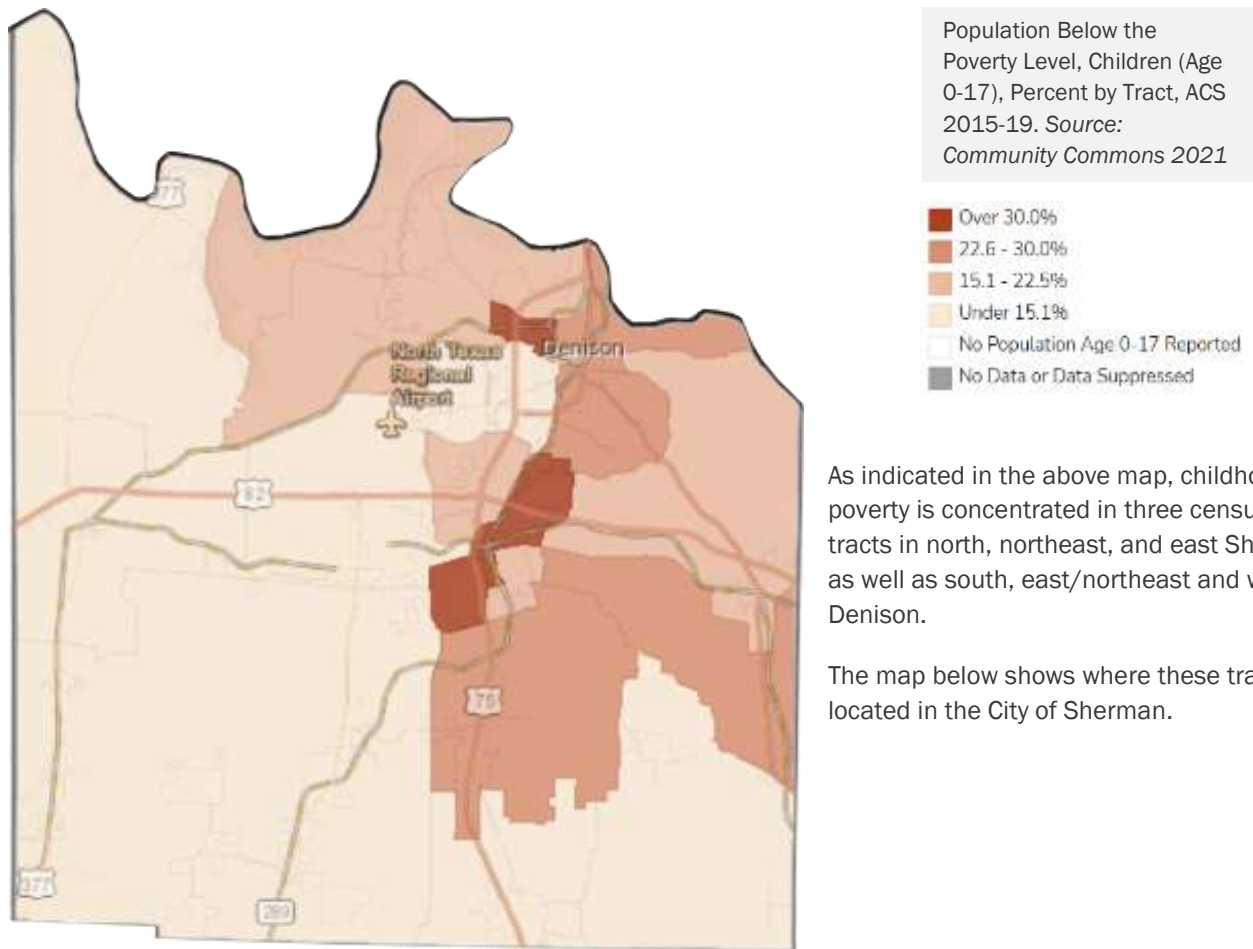 Population Below the
Poverty Level, Children (Age
0-17), Percent by Tract, ACS
2015-19. Source:
Community Commons 2021
Over 30.0%
22.6 - 30.0%
15.1 - 22.5%
Under 15.1%
No Population Age 0-17 Reported
No Data or Data Suppressed
377
Denison
North Texas
Regional
Airport
82
75
377
289
As indicated in the above map, childho
poverty is concentrated in three censu
tracts in north, northeast, and east Sh
as well as south, east/northeast and w
Denison.
The map below shows where these tra
located in the City of Sherman.